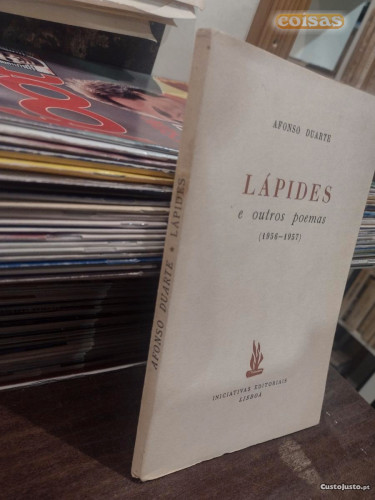 coisas
AFONSO DUARTE
LÁPIDES
e outros poemas
(1956-1957)
INICIATIVAS EDITORIAIS
LISBOA
AFONSO DUARTE * LÁPIDES
CustoJusto.pt